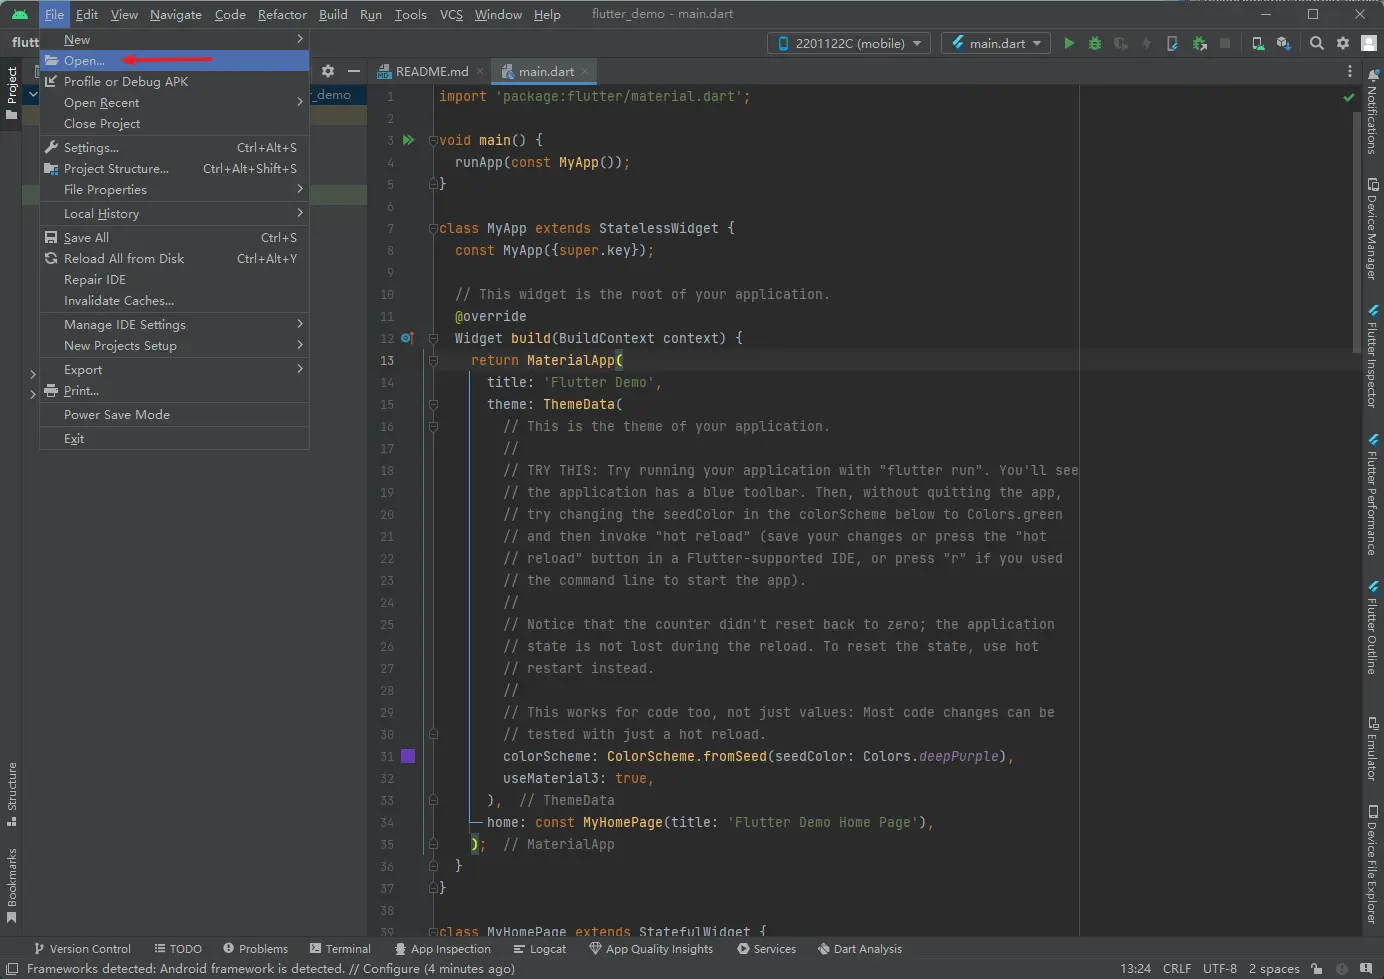 File Edit View Navigate Code Refactor Build Run Tools VCS Window Help flutter_demo - main.dart
flutt
2201122C (mobile)
main.dart
New
Open...
Profile or Debug APK
Open Recent
Close Project
Settings... Ctrl+Alt+S
Project Structure... Ctrl+Alt+Shift+S
File Properties
Local History
Save All Ctrl+S
Reload All from Disk Ctrl+Alt+Y
Repair IDE
Invalidate Caches...
Manage IDE Settings
New Projects Setup
Export
Print...
Power Save Mode
Exit
Project
Structure
Bookmarks
_demo
README.md
main.dart
1 import 'package:flutter/material.dart';
2
3 void main() {
4 runApp(const MyApp());
5 }
6
7 class MyApp extends StatelessWidget {
8 const MyApp({super.key});
9
10 // This widget is the root of your application.
11 @override
12 Widget build(BuildContext context) {
13 return MaterialApp(
14 title: 'Flutter Demo',
15 theme: ThemeData(
16 // This is the theme of your application.
17 //
18 // TRY THIS: Try running your application with "flutter run". You'll see
19 // the application has a blue toolbar. Then, without quitting the app,
20 // try changing the seedColor in the colorScheme below to Colors.green
21 // and then invoke "hot reload" (save your changes or press the "hot
22 // reload" button in a Flutter-supported IDE, or press "r" if you used
23 // the command line to start the app).
24 //
25 // Notice that the counter didn't reset back to zero; the application
26 // state is not lost during the reload. To reset the state, use hot
27 // restart instead.
28 //
29 // This works for code too, not just values: Most code changes can be
30 // tested with just a hot reload.
31 colorScheme: ColorScheme.fromSeed(seedColor: Colors.deepPurple),
32 useMaterial3: true,
33 ), // ThemeData
34 home: const MyHomePage(title: 'Flutter Demo Home Page'),
35 ); // MaterialApp
36 }
37 }
38
39 class MyHomePage extends StatefulWidget {
Notifications
Device Manager
Flutter Inspector
Flutter Performance
Flutter Outline
Emulator
Device File Explorer
Version Control TODO Problems Terminal App Inspection Logcat App Quality Insights Services Dart Analysis
Frameworks detected: Android framework is detected. // Configure (4 minutes ago) 13:24 CRLF UTF-8 2 spaces